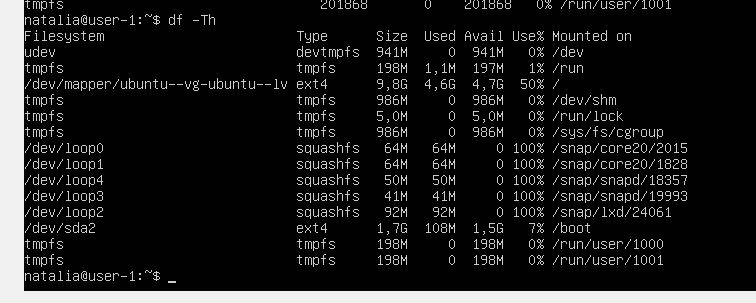 tmpfs 201868 0 201868 0% /run/user/1001
natalia@user-1:~$ df -Th
Filesystem Type Size Used Avail Use% Mounted on
udev devtmpfs 941M 0 941M 0% /dev
tmpfs tmpfs 198M 1,1M 197M 1% /run
/dev/mapper/ubuntu--vg-ubuntu--lv ext4 9,8G 4,6G 4,7G 50% /
tmpfs tmpfs 986M 0 986M 0% /dev/shm
tmpfs tmpfs 5,0M 0 5,0M 0% /run/lock
tmpfs tmpfs 986M 0 986M 0% /sys/fs/cgroup
/dev/loop0 squashfs 64M 64M 0 100% /snap/core20/2015
/dev/loop1 squashfs 64M 64M 0 100% /snap/core20/1828
/dev/loop4 squashfs 50M 50M 0 100% /snap/snapd/18357
/dev/loop3 squashfs 41M 41M 0 100% /snap/snapd/19993
/dev/loop2 squashfs 92M 92M 0 100% /snap/lxd/24061
/dev/sda2 ext4 1,7G 108M 1,5G 7% /boot
tmpfs tmpfs 198M 0 198M 0% /run/user/1000
tmpfs tmpfs 198M 0 198M 0% /run/user/1001
natalia@user-1:~$ _